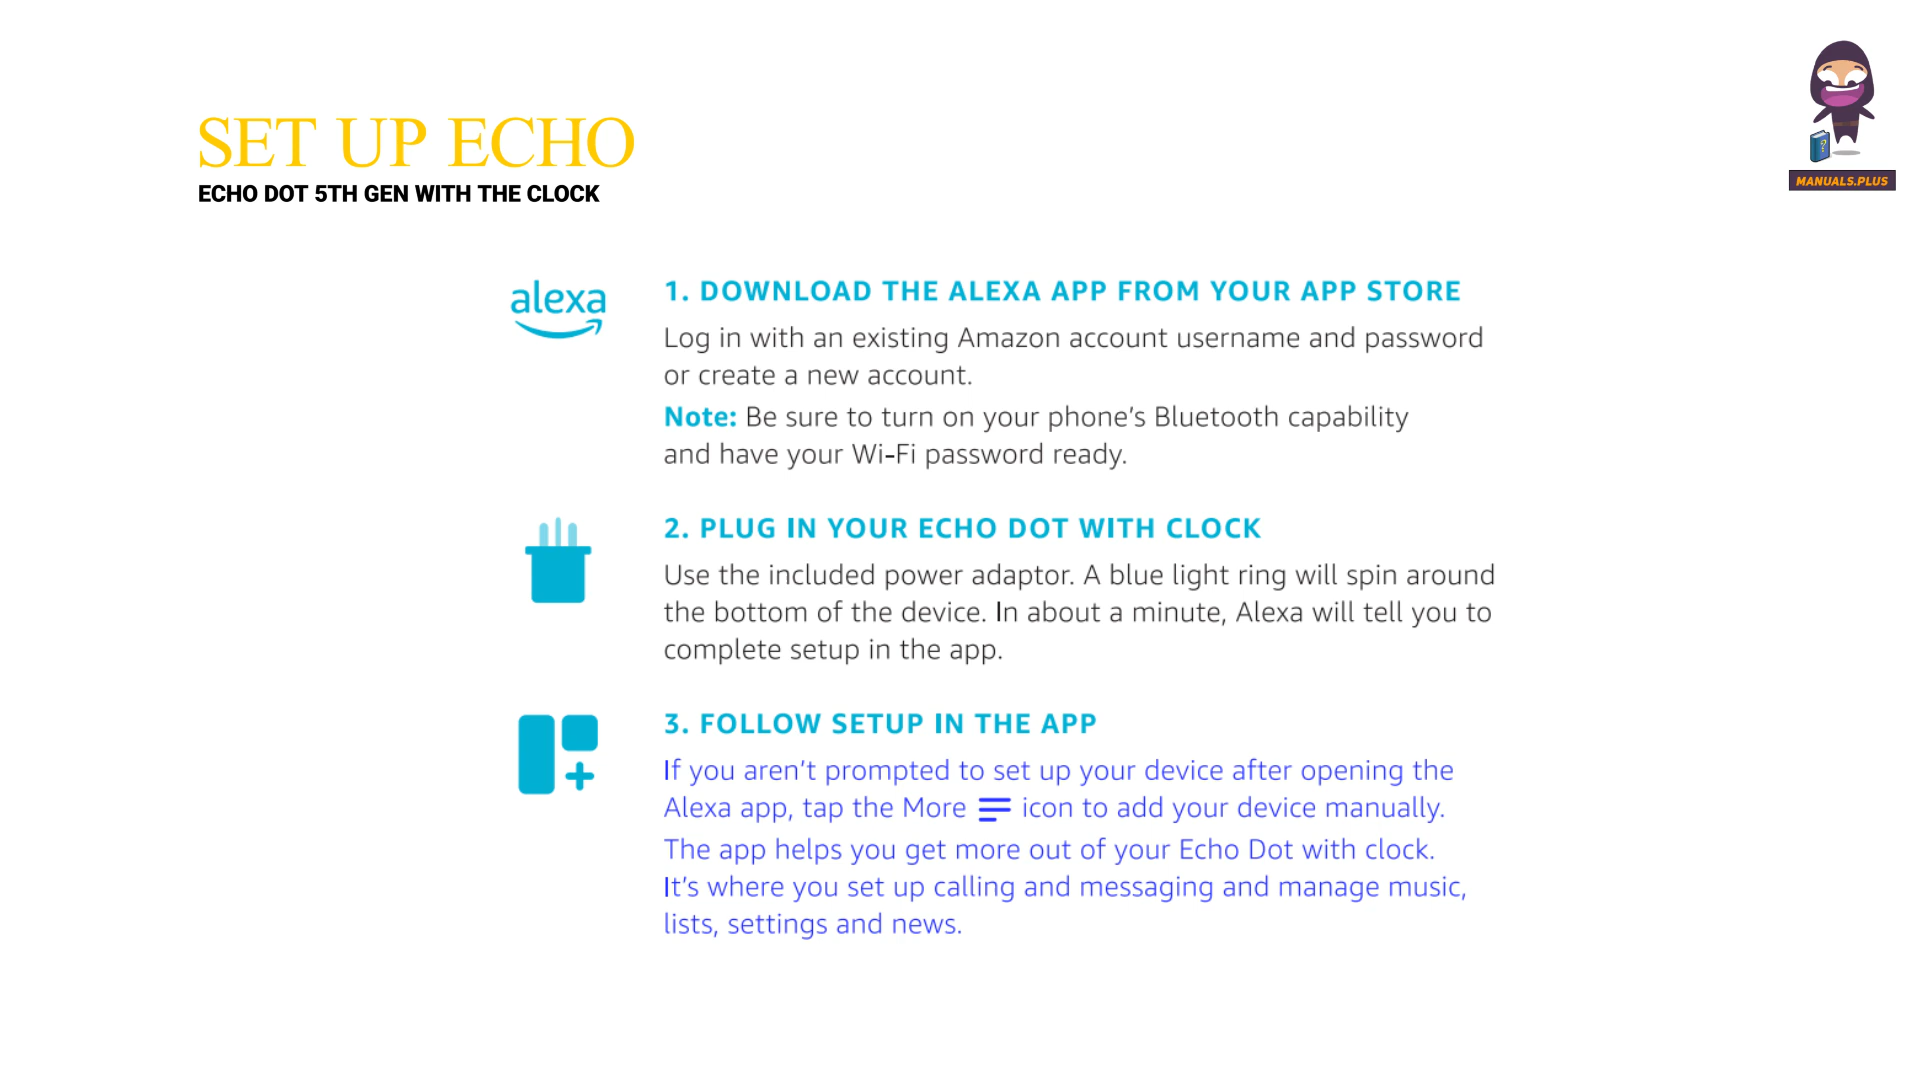 SET UP ECHO
ECHO DOT 5TH GEN WITH THE CLOCK
MANUALS.PLUS
alexa
1. DOWNLOAD THE ALEXA APP FROM YOUR APP STORE
Log in with an existing Amazon account username and password
or create a new account.
Note: Be sure to turn on your phone’s Bluetooth capability
and have your Wi-Fi password ready.
2. PLUG IN YOUR ECHO DOT WITH CLOCK
Use the included power adaptor. A blue light ring will spin around
the bottom of the device. In about a minute, Alexa will tell you to
complete setup in the app.
3. FOLLOW SETUP IN THE APP
If you aren’t prompted to set up your device after opening the
Alexa app, tap the More icon to add your device manually.
The app helps you get more out of your Echo Dot with clock.
It’s where you set up calling and messaging and manage music,
lists, settings and news.